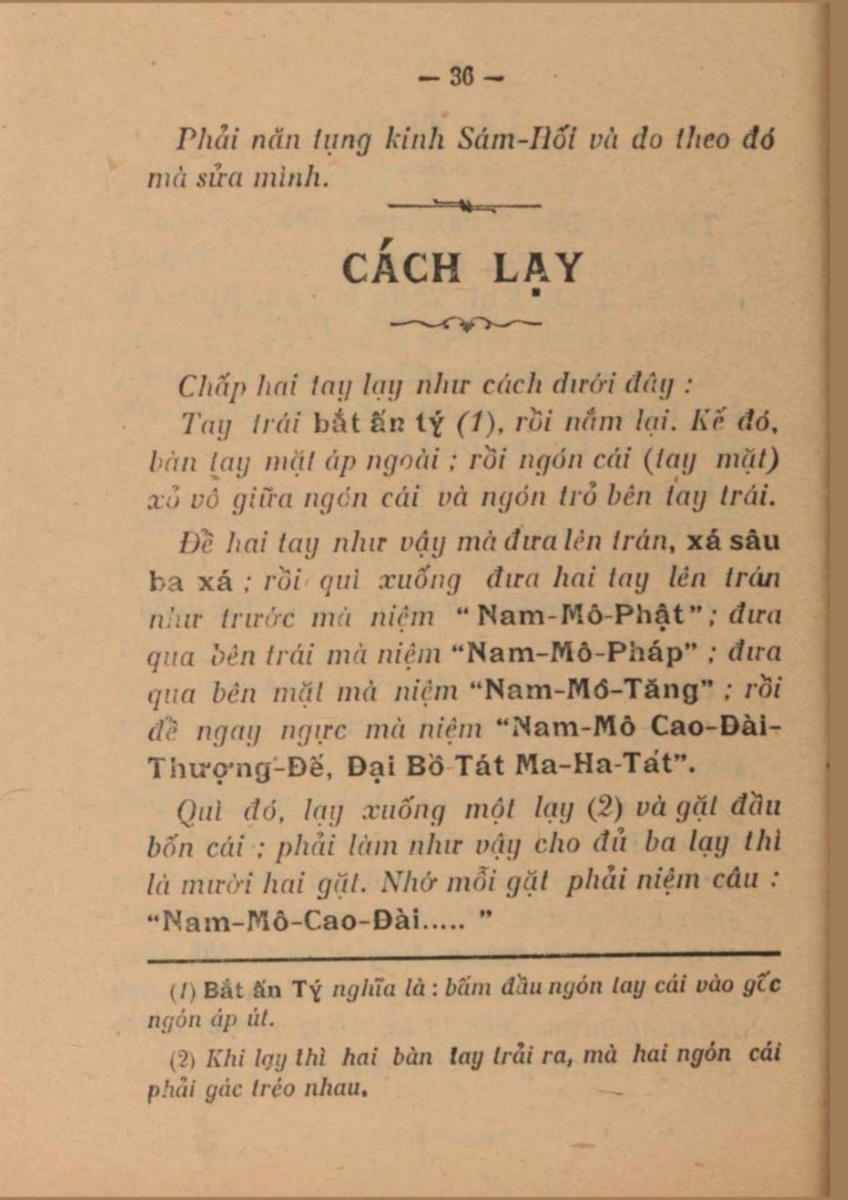 — 36 —
Phải năn tụng kinh Sám-Hối và do theo đó
mà sửa mình.
CÁCH LẠY
Chấp hai tay lạy như cách dưới đây :
Tay trái bắt ấn tý (1), rồi nắm lại. Kế đó,
bàn tay mặt áp ngoài ; rồi ngón cái (tay mặt)
xỏ vô giữa ngón cái và ngón trỏ bên tay trái.
Đề hai tay như vậy mà đưa lên trán, xá sâu
ba xá ; rồi quì xuống đưa hai tay lên trán
như trước mà niệm “Nam-Mô-Phật” ; đưa
qua bên trái mà niệm “Nam-Mô-Pháp” ; đưa
qua bên mặt mà niệm “Nam-Mô-Tăng” ; rồi
đề ngay ngực mà niệm “Nam-Mô Cao-Đài-
Thượng-Đế, Đại Bồ Tát Ma-Ha-Tát”.
Quì đó, lạy xuống một lạy (2) và gặt đầu
bốn cái ; phải làm như vậy cho đủ ba lạy thì
là mười hai gặt. Nhớ mỗi gặt phải niệm câu :
“Nam-Mô-Cao-Đài..... ”
(1) Bắt ấn Tý nghĩa là : bấm đầu ngón tay cái vào gốc
ngón áp út.
(2) Khi lạy thì hai bàn tay trải ra, mà hai ngón cái
phải gác tréo nhau.